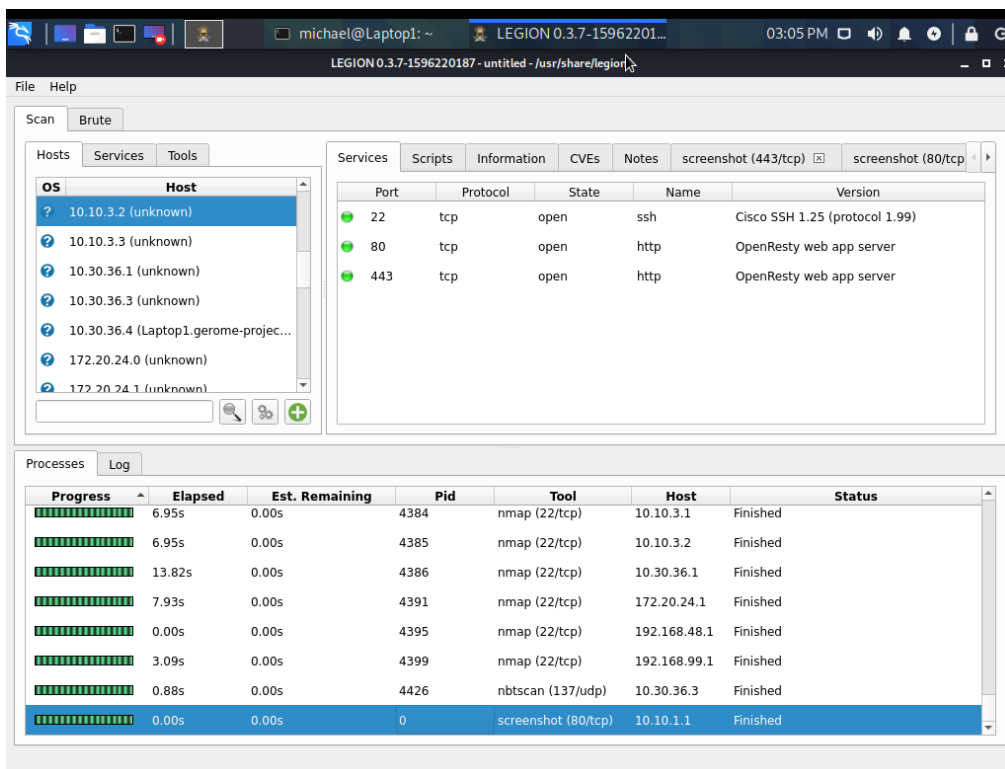 michael@Laptop1: ~ LEGION 0.3.7-15962201... 03:05 PM
LEGION 0.3.7-1596220187 - untitled - /usr/share/legion
File Help
Scan Brute
Hosts Services Tools
OS Host
10.10.3.2 (unknown)
10.10.3.3 (unknown)
10.30.36.1 (unknown)
10.30.36.3 (unknown)
10.30.36.4 (Laptop1.gerome-projec...
172.20.24.0 (unknown)
172.20.24.1 (unknown)
Services Scripts Information CVEs Notes screenshot (443/tcp) screenshot (80/tcp
Port Protocol State Name Version
22 tcp open ssh Cisco SSH 1.25 (protocol 1.99)
80 tcp open http OpenResty web app server
443 tcp open http OpenResty web app server
Processes Log
Progress Elapsed Est. Remaining Pid Tool Host Status
6.95s 0.00s 4384 nmap (22/tcp) 10.10.3.1 Finished
6.95s 0.00s 4385 nmap (22/tcp) 10.10.3.2 Finished
13.82s 0.00s 4386 nmap (22/tcp) 10.30.36.1 Finished
7.93s 0.00s 4391 nmap (22/tcp) 172.20.24.1 Finished
0.00s 0.00s 4395 nmap (22/tcp) 192.168.48.1 Finished
3.09s 0.00s 4399 nmap (22/tcp) 192.168.99.1 Finished
0.88s 0.00s 4426 nbtscan (137/udp) 10.30.36.3 Finished
0.00s 0.00s 0 screenshot (80/tcp) 10.10.1.1 Finished